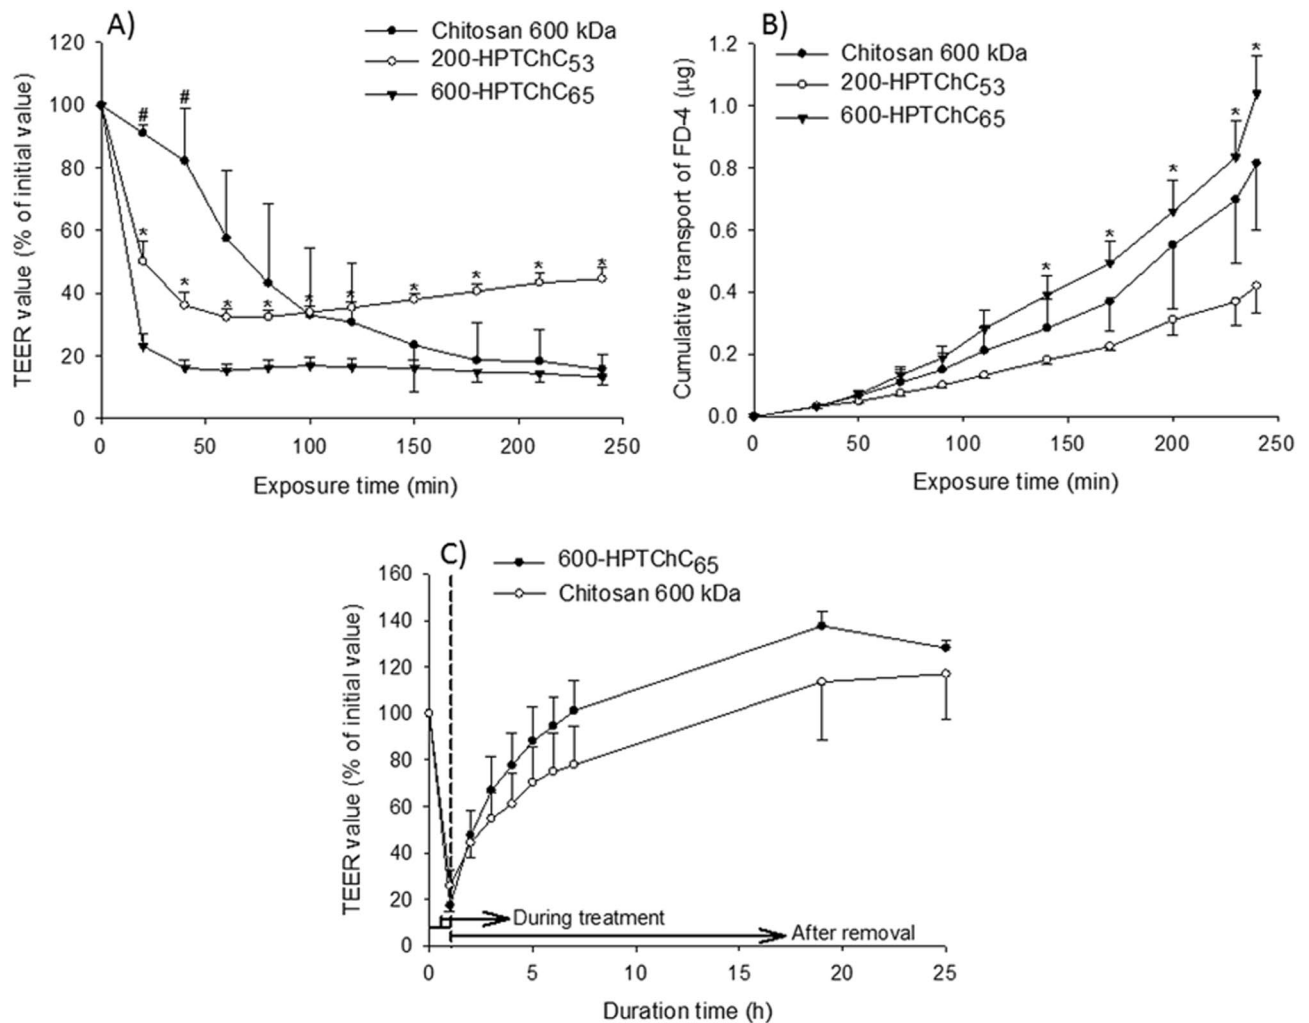 A)
Chitosan 600 kDa
200-HPTChC53
600-HPTChC65
120
100
80
60
40
20
0
TEER value (% of initial value)
# #
* * * * * * * * * *
0 50 100 150 200 250
Exposure time (min)
B)
Chitosan 600 kDa
200-HPTChC53
600-HPTChC65
1.2
1.0
0.8
0.6
0.4
0.2
0.0
Cumulative transport of FD-4 (µg)
* * * * *
0 50 100 150 200 250
Exposure time (min)
C)
600-HPTChC65
Chitosan 600 kDa
160
140
120
100
80
60
40
20
0
TEER value (% of initial value)
During treatment
After removal
0 5 10 15 20 25
Duration time (h)